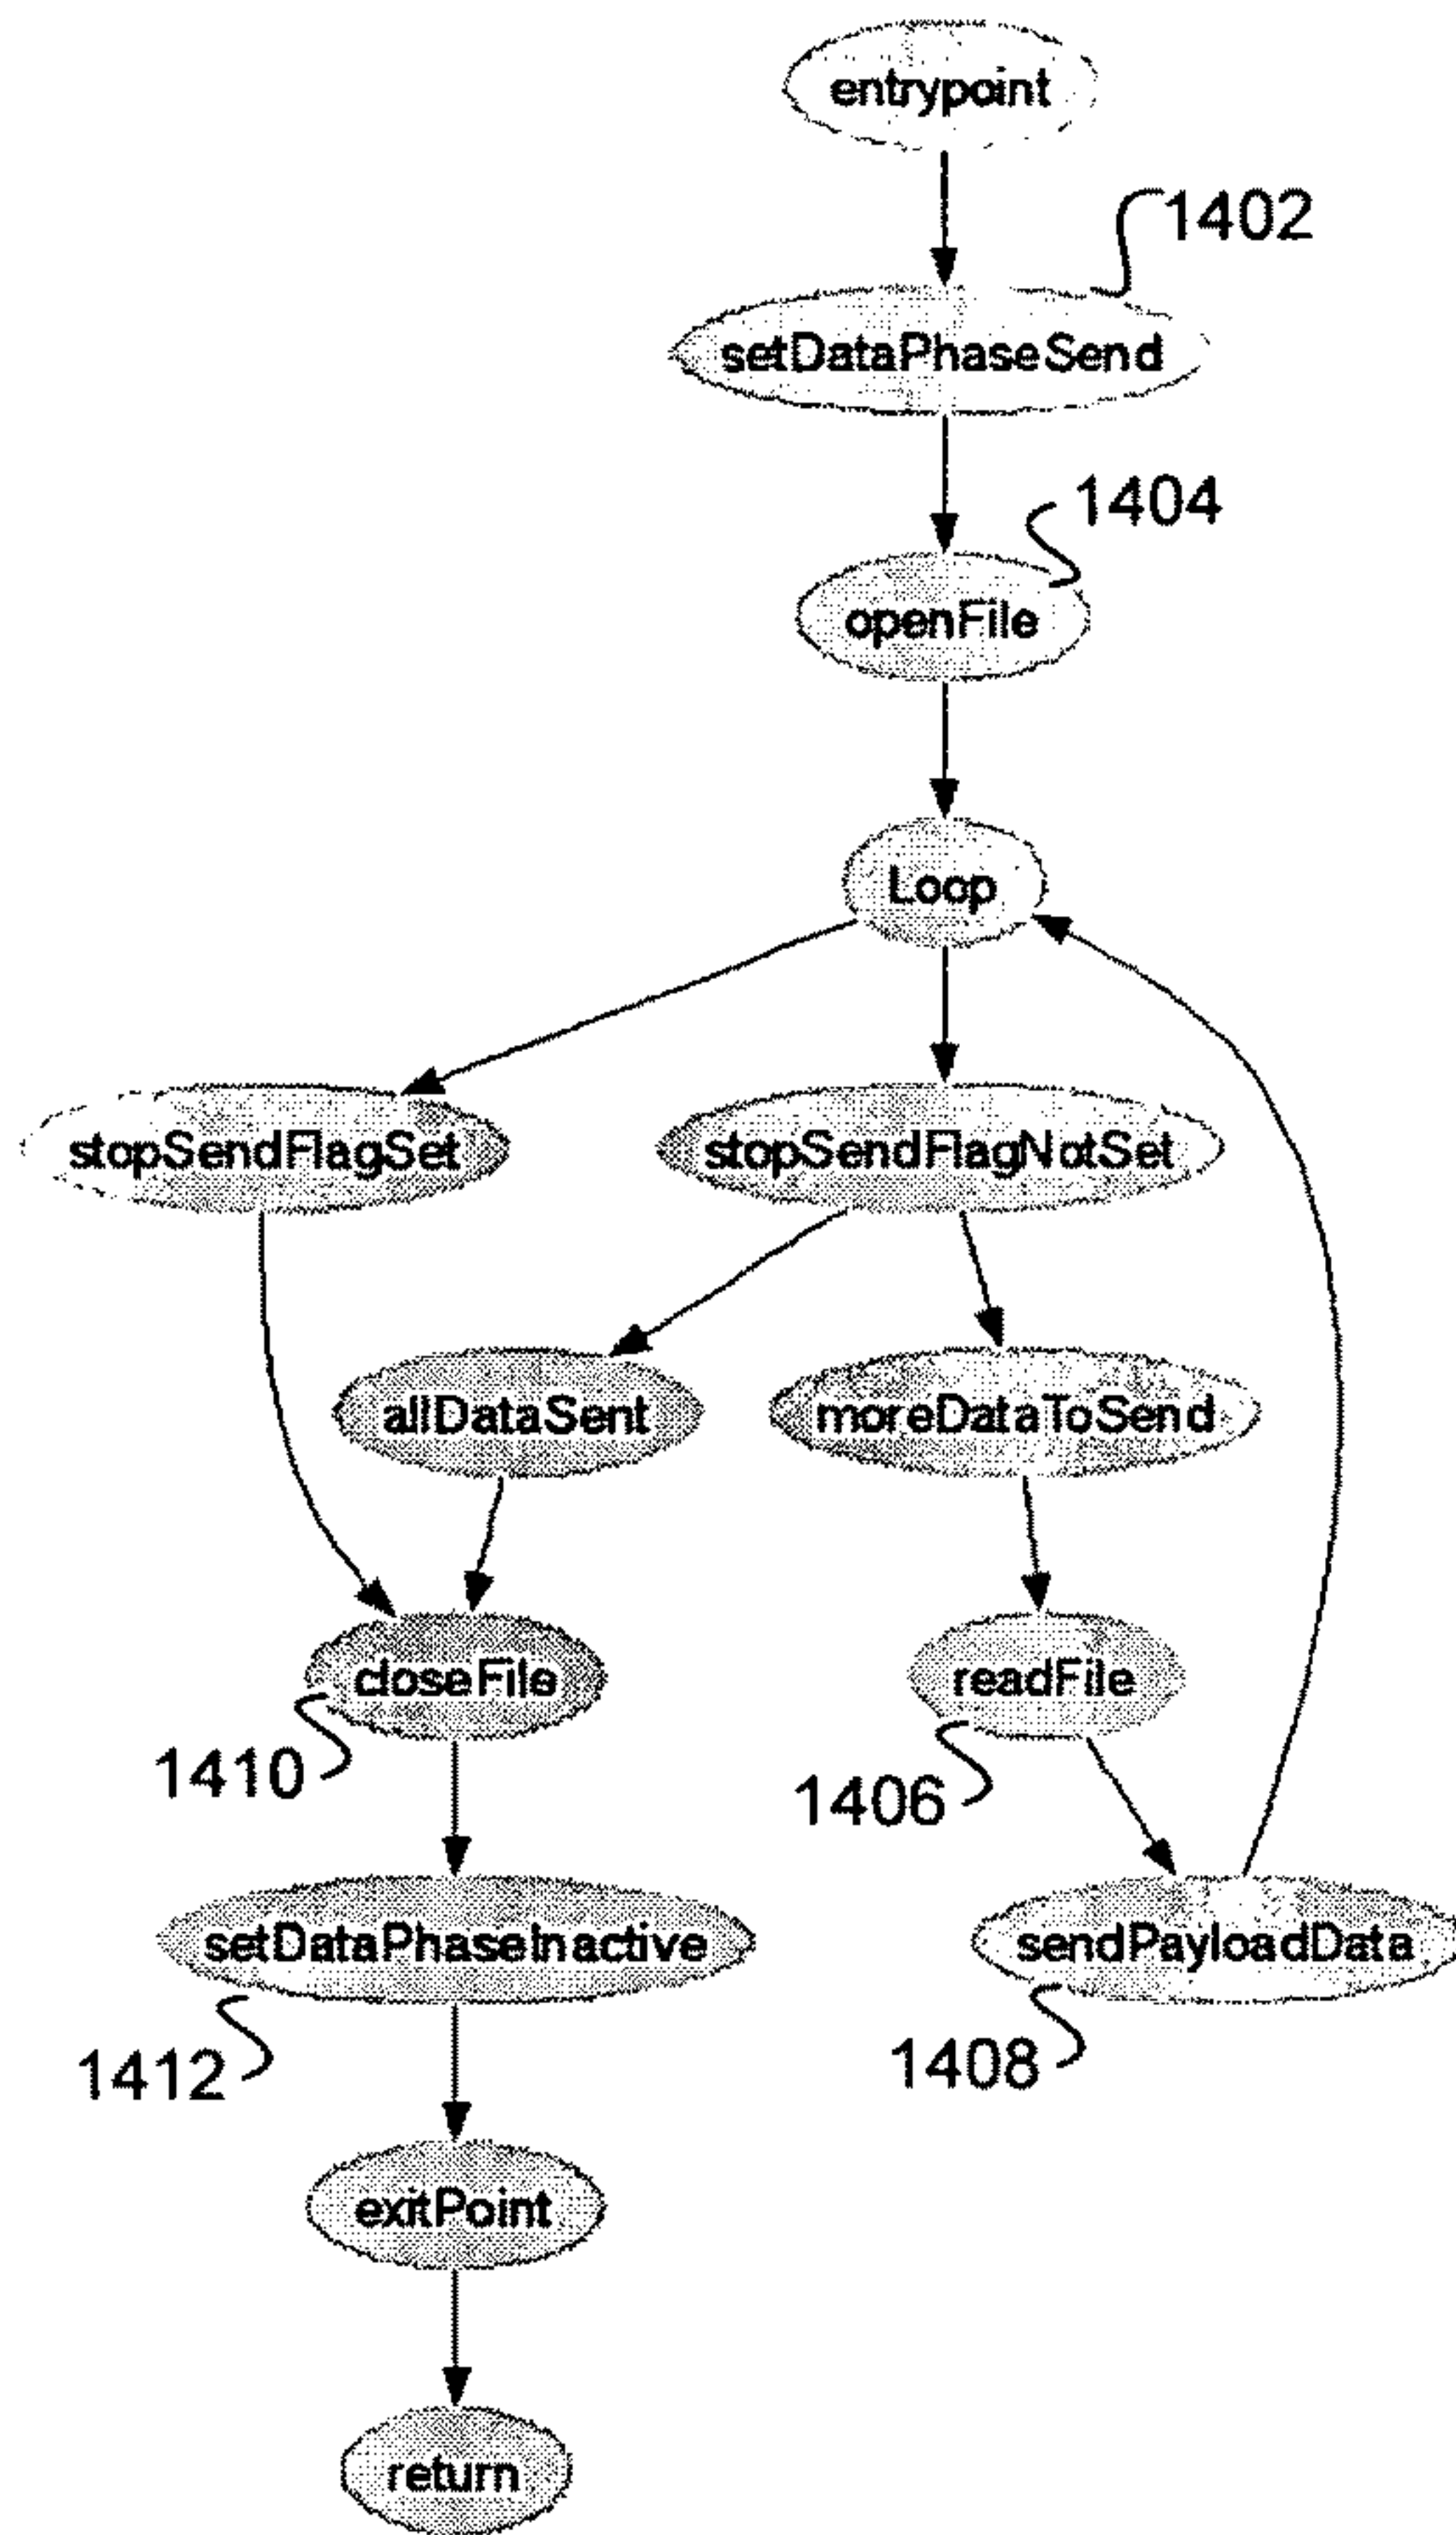 entrypoint
1402
setDataPhaseSend
1404
openFile
Loop
stopSendFlagSet
stopSendFlagNotSet
allDataSent
moreDataToSend
closeFile
readFile
1410
1406
setDataPhaseInactive
sendPayloadData
1412
1408
exitPoint
return